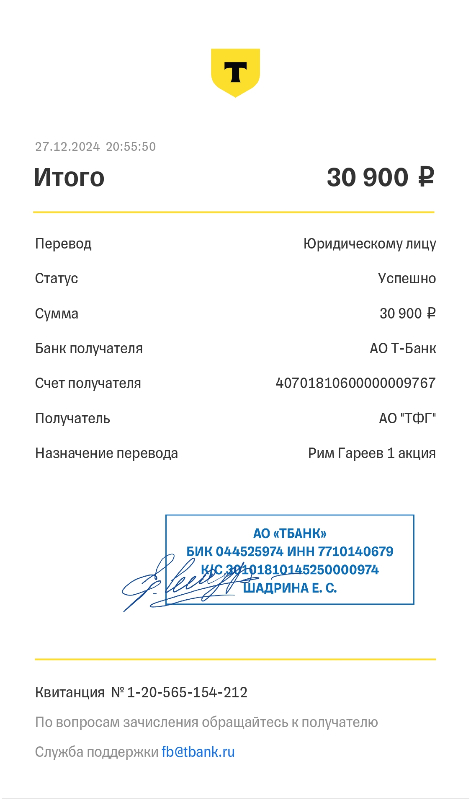 T
27.12.2024 20:55:50
Итого 30 900 ₽
Перевод Юридическому лицу
Статус Успешно
Сумма 30 900 ₽
Банк получателя АО Т-Банк
Счет получателя 40701810600000009767
Получатель АО "ТФГ"
Назначение перевода Рим Гареев 1 акция
АО «ТБАНК»
БИК 044525974 ИНН 7710140679
К/С 30101810145250000974
ШАДРИНА Е. С.
Квитанция № 1-20-565-154-212
По вопросам зачисления обращайтесь к получателю
Служба поддержки fb@tbank.ru